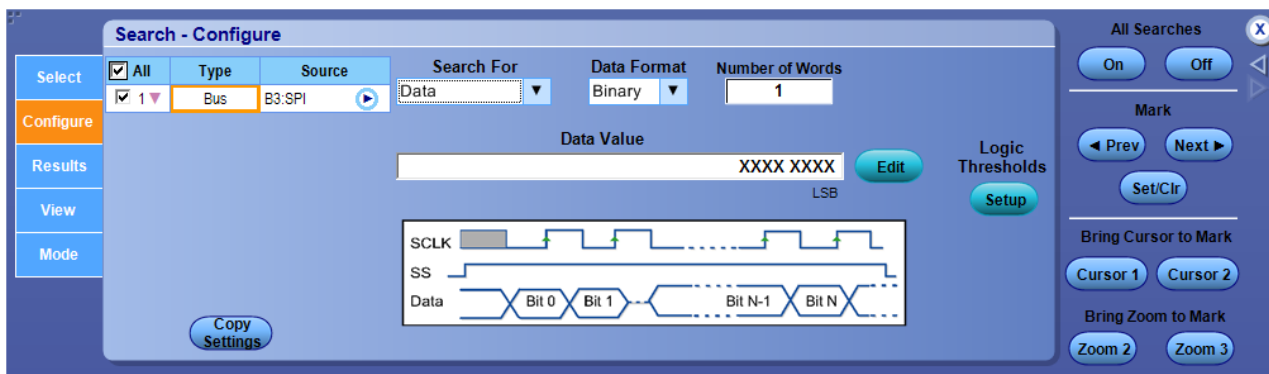 Search - Configure
Select
Configure
Results
View
Mode
All Type Source
1 Bus B3:SPI
Search For
Data
Data Format
Binary
Number of Words
1
Data Value
XXXX XXXX
Edit
LSB
Logic
Thresholds
Setup
SCLK
SS
Data Bit 0 Bit 1 Bit N-1 Bit N
Copy
Settings
All Searches
X
On Off
Mark
◄ Prev Next ►
Set/Clr
Bring Cursor to Mark
Cursor 1 Cursor 2
Bring Zoom to Mark
Zoom 2 Zoom 3